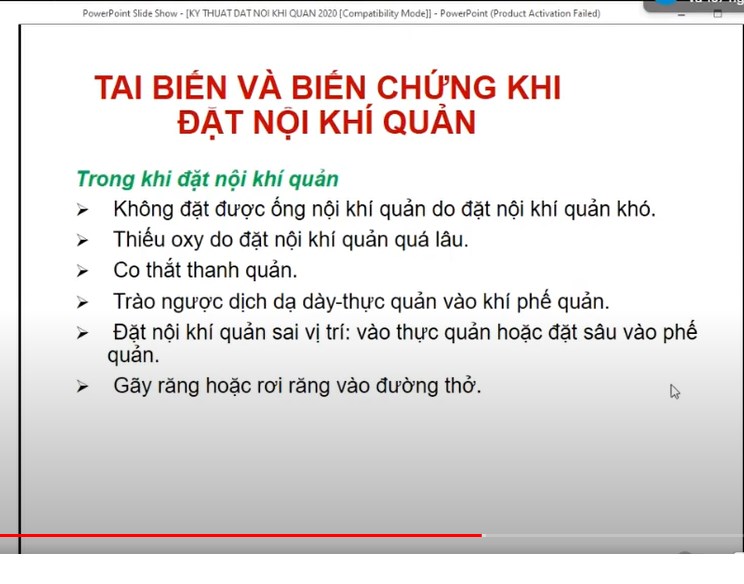 PowerPoint Slide Show - [KY THUAT DAT NOI KHI QUAN 2020 [Compatibility Mode]] - PowerPoint (Product Activation Failed)
TAI BIẾN VÀ BIẾN CHỨNG KHI
ĐẶT NỘI KHÍ QUẢN
Trong khi đặt nội khí quản
➢ Không đặt được ống nội khí quản do đặt nội khí quản khó.
➢ Thiếu oxy do đặt nội khí quản quá lâu.
➢ Co thắt thanh quản.
➢ Trào ngược dịch dạ dày-thực quản vào khí phế quản.
➢ Đặt nội khí quản sai vị trí: vào thực quản hoặc đặt sâu vào phế
quản.
➢ Gãy răng hoặc rơi răng vào đường thở.